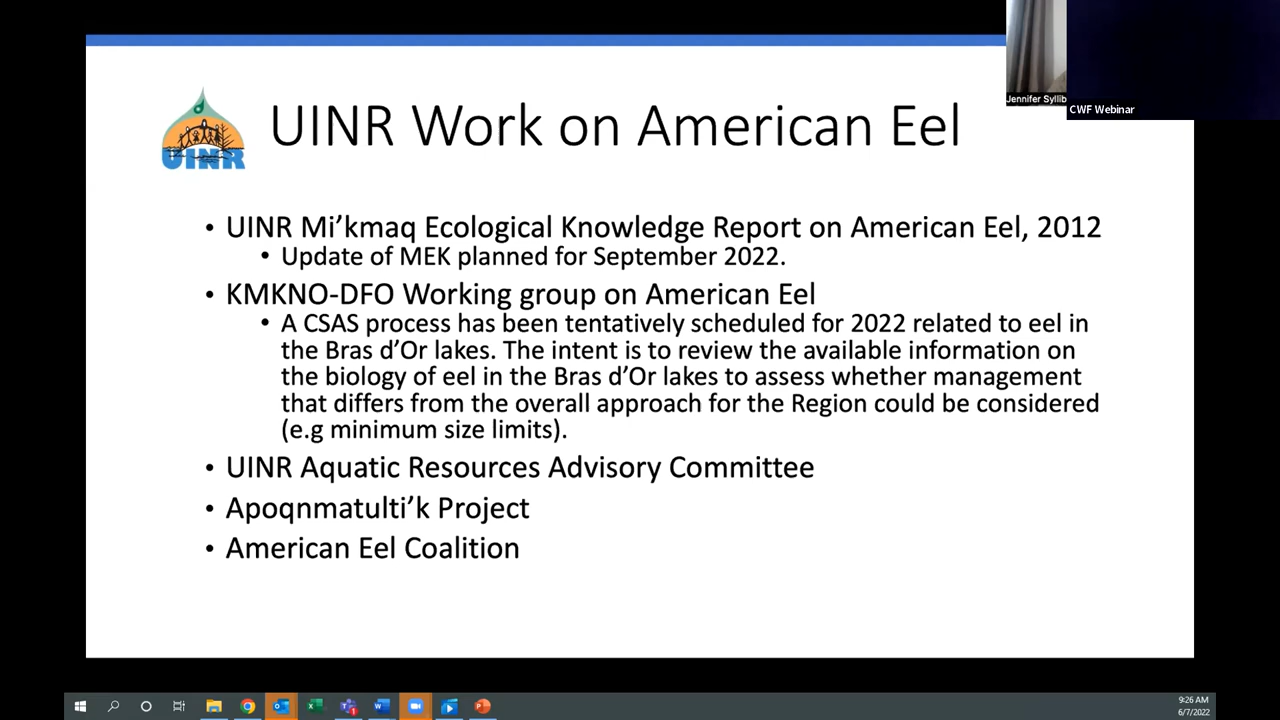 Jennifer Syllib
CWF Webinar
UINR
UINR Work on American Eel
• UINR Mi’kmaq Ecological Knowledge Report on American Eel, 2012
• Update of MEK planned for September 2022.
• KMKNO-DFO Working group on American Eel
• A CSAS process has been tentatively scheduled for 2022 related to eel in
the Bras d’Or lakes. The intent is to review the available information on
the biology of eel in the Bras d’Or lakes to assess whether management
that differs from the overall approach for the Region could be considered
(e.g minimum size limits).
• UINR Aquatic Resources Advisory Committee
• Apoqnmatulti’k Project
• American Eel Coalition
9:26 AM
6/7/2022